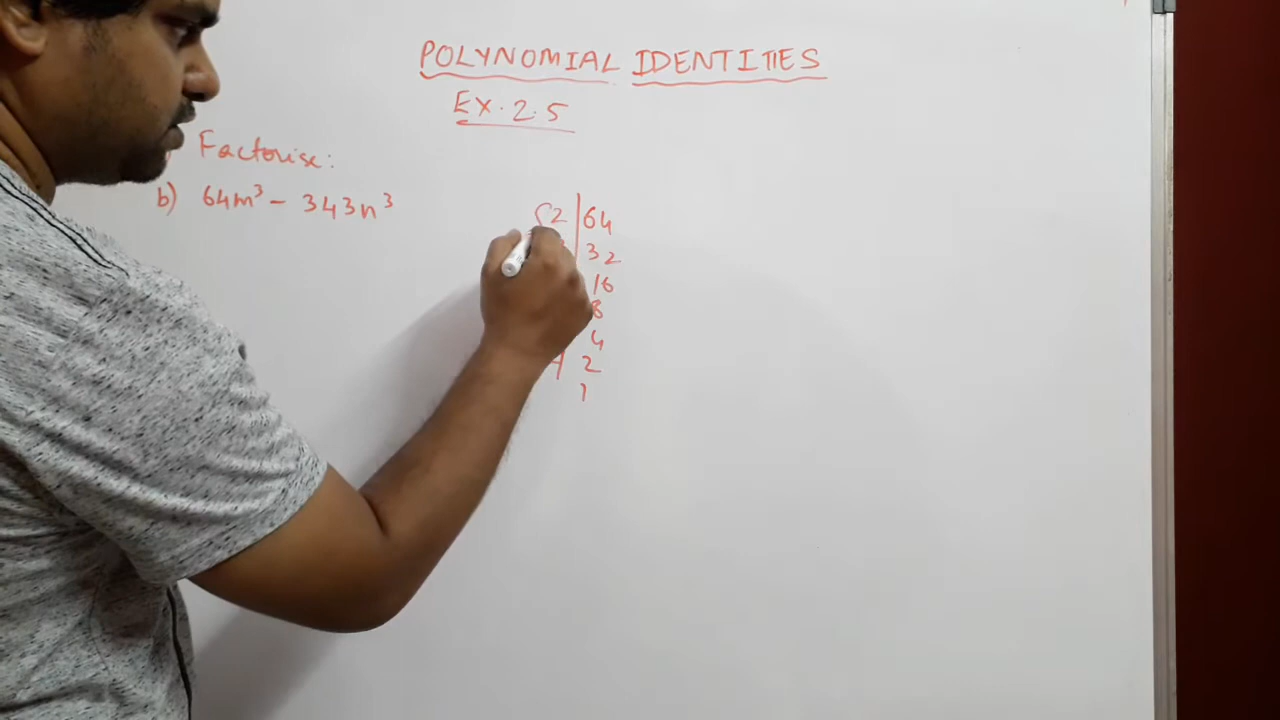 POLYNOMIAL IDENTITIES
Ex. 2.5
Factorise:
b) 64m³ - 343n³
2 | 64
32
16
8
4
2
1